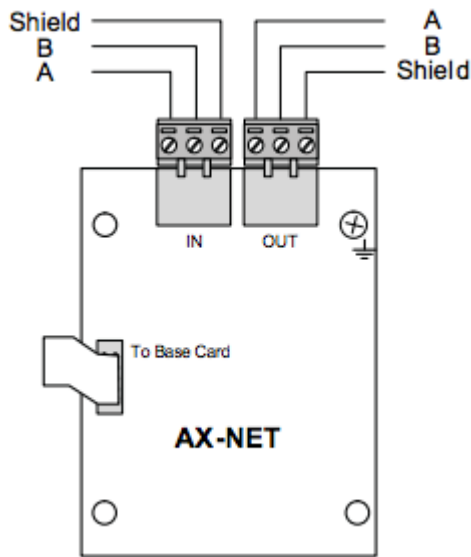 Shield
B
A
A
B
Shield
IN
OUT
To Base Card
AX-NET